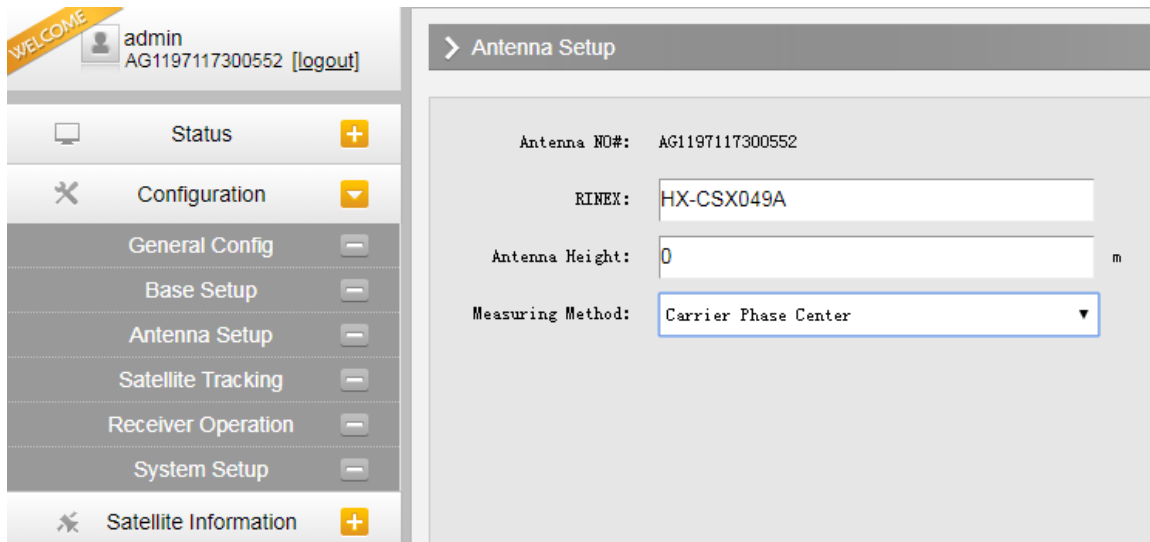 WELCOME
admin
AG1197117300552 [logout]
Status
Configuration
General Config
Base Setup
Antenna Setup
Satellite Tracking
Receiver Operation
System Setup
Satellite Information
Antenna Setup
Antenna NO#: AG1197117300552
RINEX: HX-CSX049A
Antenna Height: 0 m
Measuring Method: Carrier Phase Center